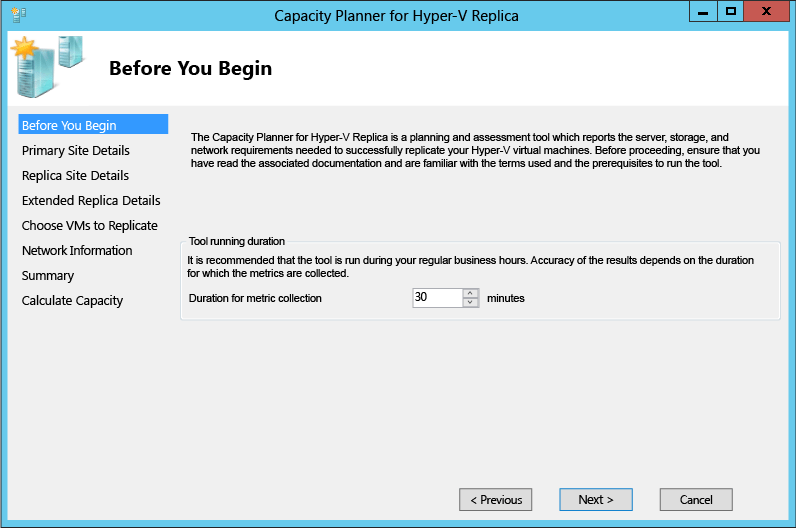 Capacity Planner for Hyper-V Replica
Before You Begin
Before You Begin
Primary Site Details
Replica Site Details
Extended Replica Details
Choose VMs to Replicate
Network Information
Summary
Calculate Capacity
The Capacity Planner for Hyper-V Replica is a planning and assessment tool which reports the server, storage, and
network requirements needed to successfully replicate your Hyper-V virtual machines. Before proceeding, ensure that you
have read the associated documentation and are familiar with the terms used and the prerequisites to run the tool.
Tool running duration
It is recommended that the tool is run during your regular business hours. Accuracy of the results depends on the duration
for which the metrics are collected.
Duration for metric collection 30 minutes
< Previous Next > Cancel